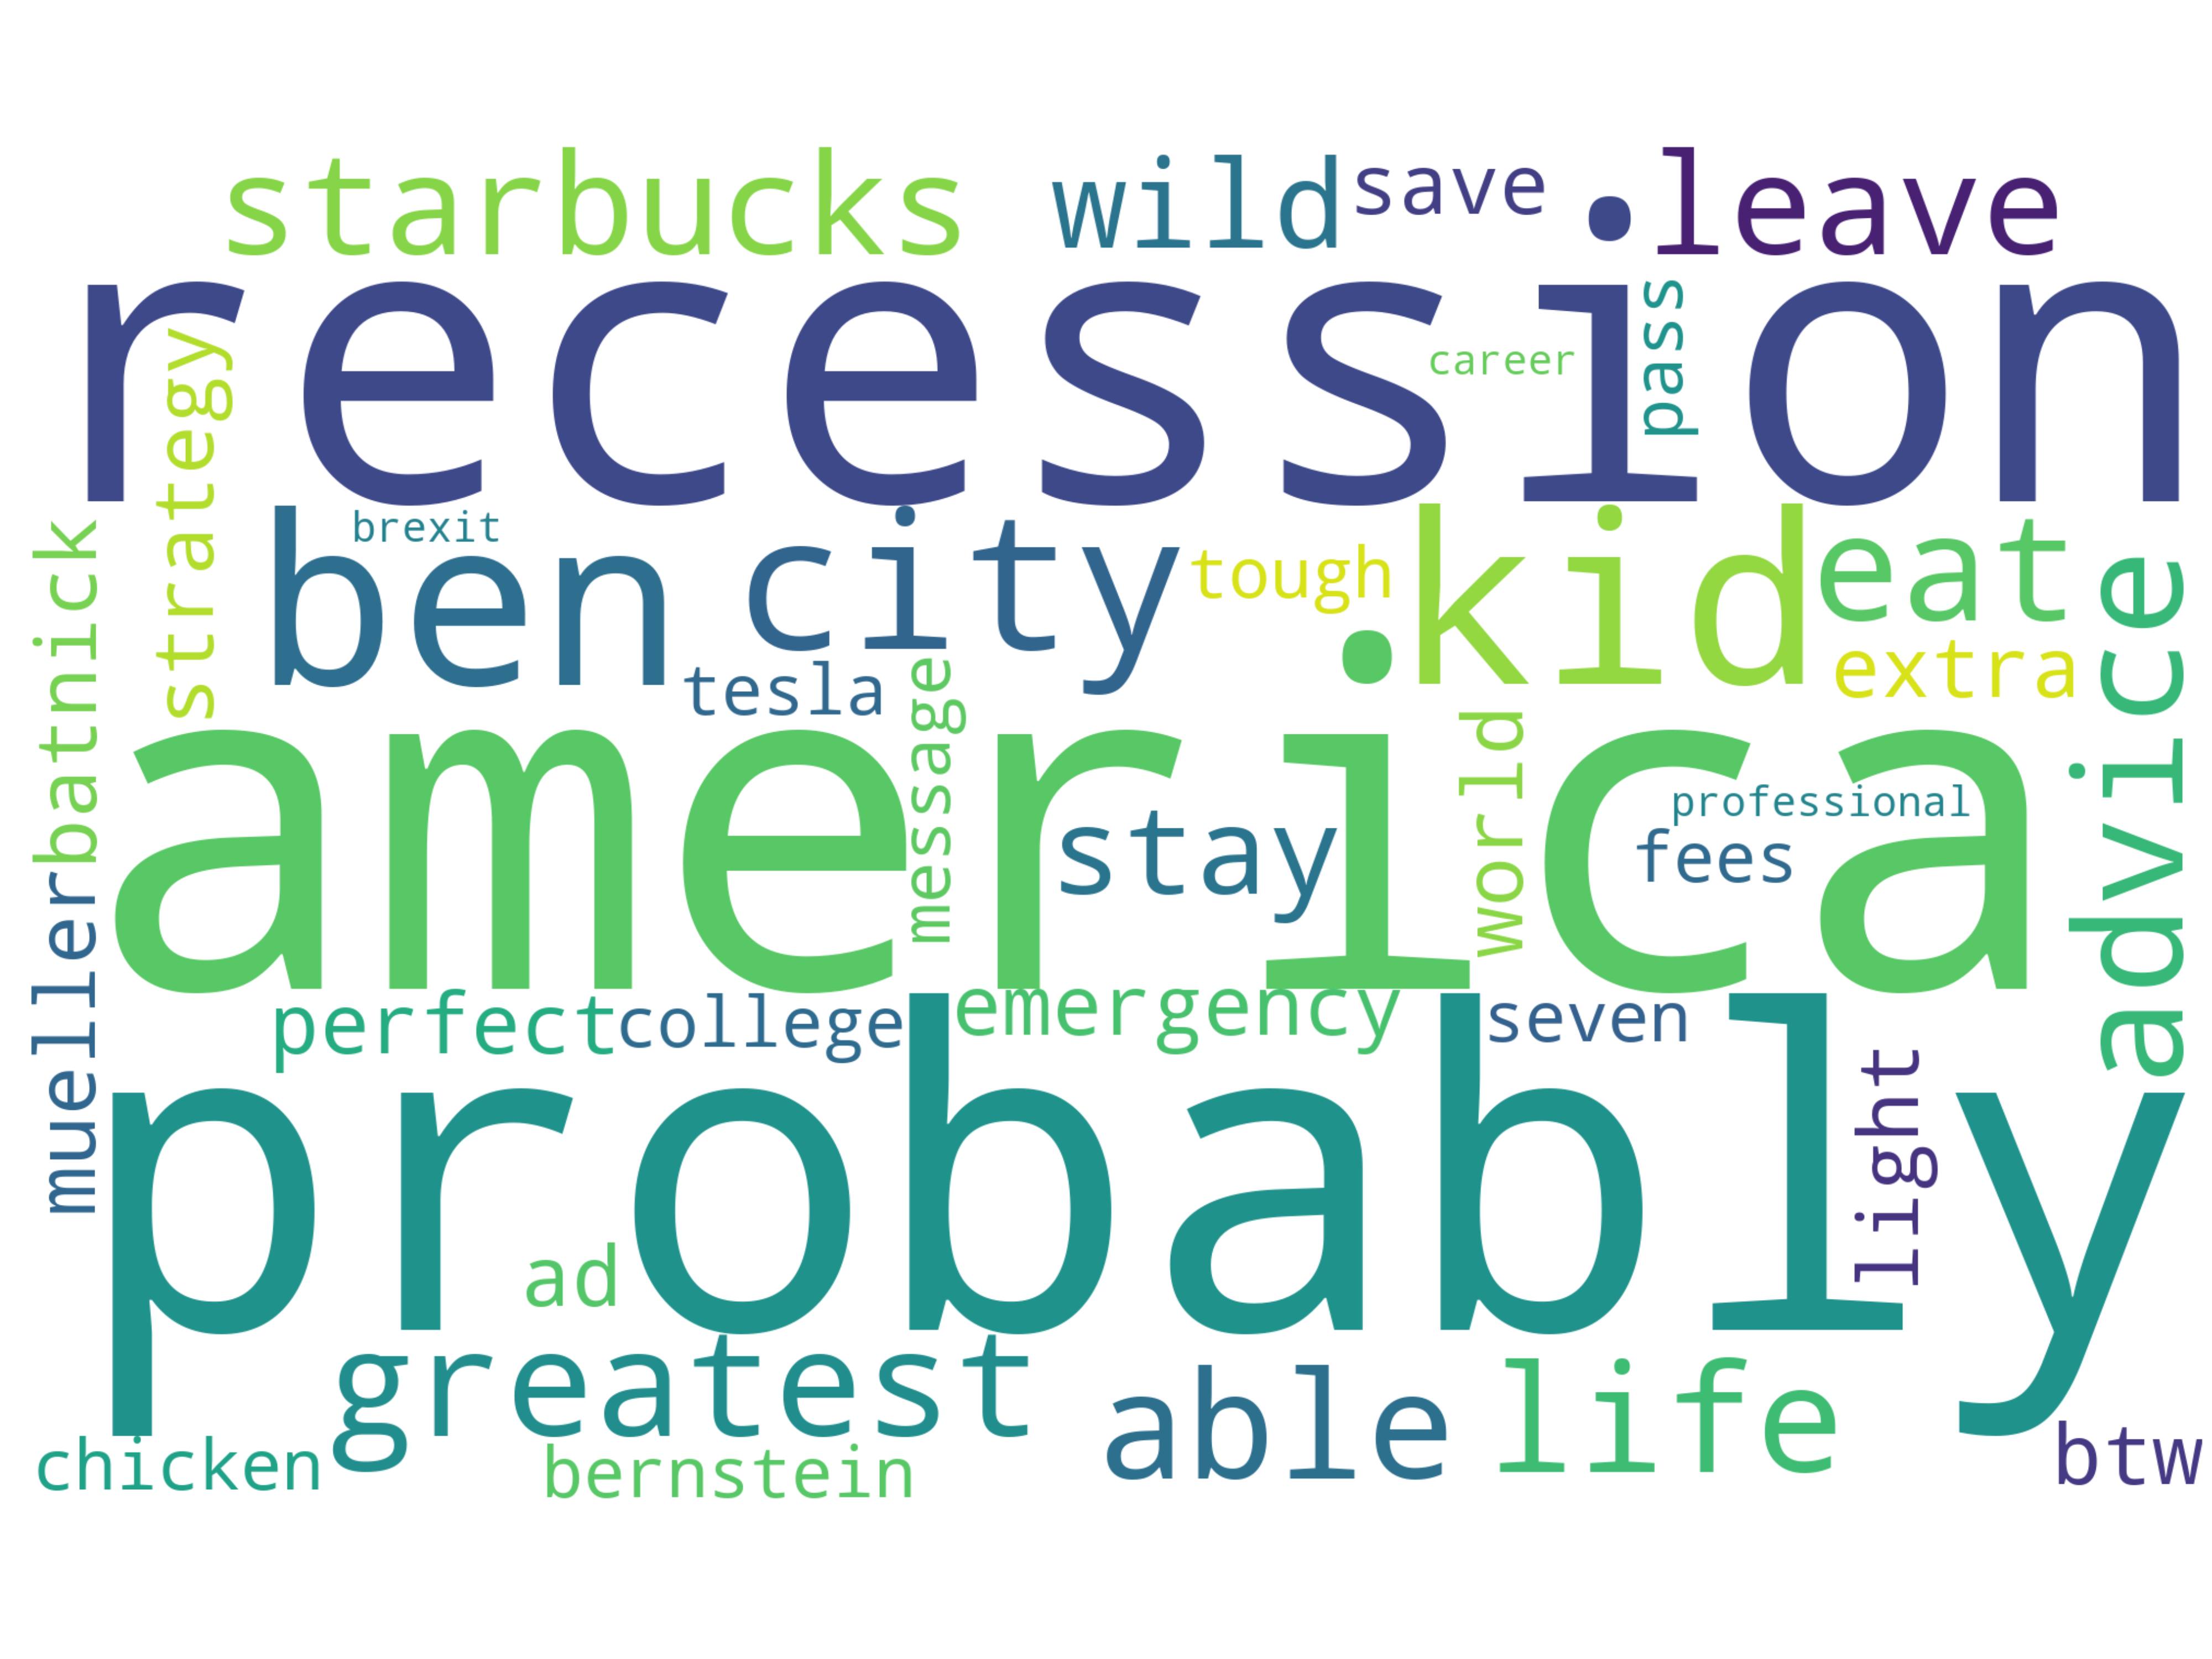 starbucks
wild
save
leave
recession
career
pass
strategy
batnick
ben
brexit
city
tough
kid
eat
advice
tesla
extra
message
america
world
professional
stay
fees
mueller
perfect
college
emergency
seven
probably
light
ad
greatest
able
life
chicken
bernstein
btw